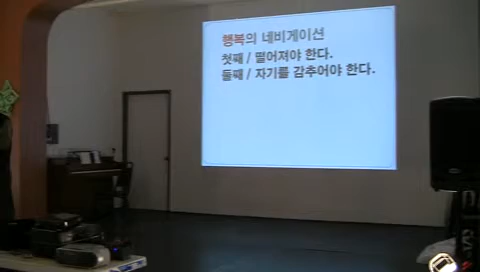 행복의 네비게이션
첫째 / 떨어져야 한다.
둘째 / 자기를 감추어야 한다.